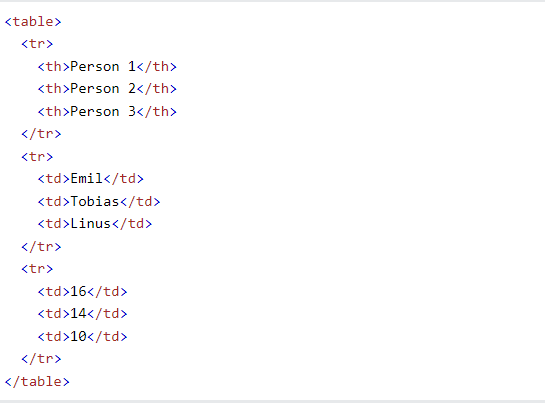 <table>
  <tr>
    <th>Person 1</th>
    <th>Person 2</th>
    <th>Person 3</th>
  </tr>
  <tr>
    <td>Emil</td>
    <td>Tobias</td>
    <td>Linus</td>
  </tr>
  <tr>
    <td>16</td>
    <td>14</td>
    <td>10</td>
  </tr>
</table>